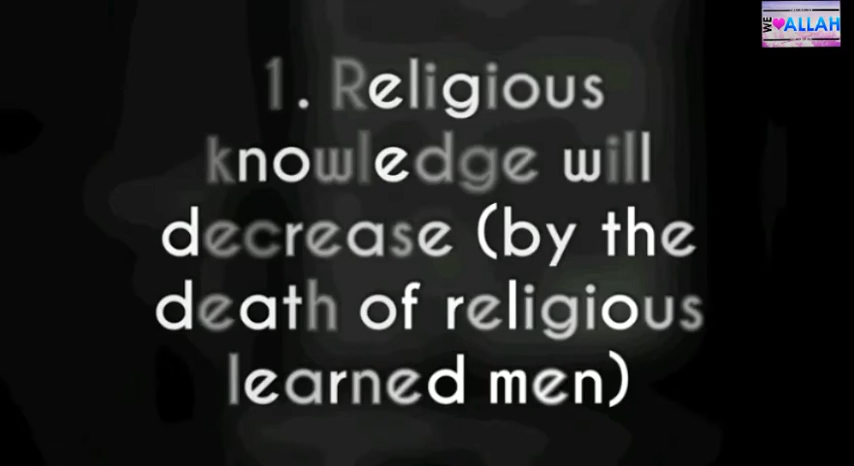 WE ALLAH
1. Religious
knowledge will
decrease (by the
death of religious
learned men)